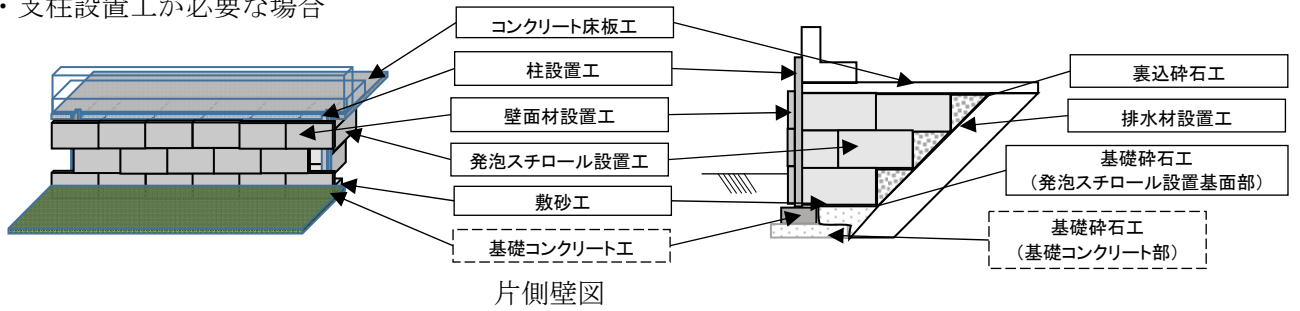 ・支柱設置工が必要な場合
コンクリート床板工
柱設置工
壁面材設置工
発泡スチロール設置工
敷砂工
基礎コンクリート工
裏込砕石工
排水材設置工
基礎砕石工
（発泡スチロール設置基面部）
基礎砕石工
（基礎コンクリート部）
片側壁図